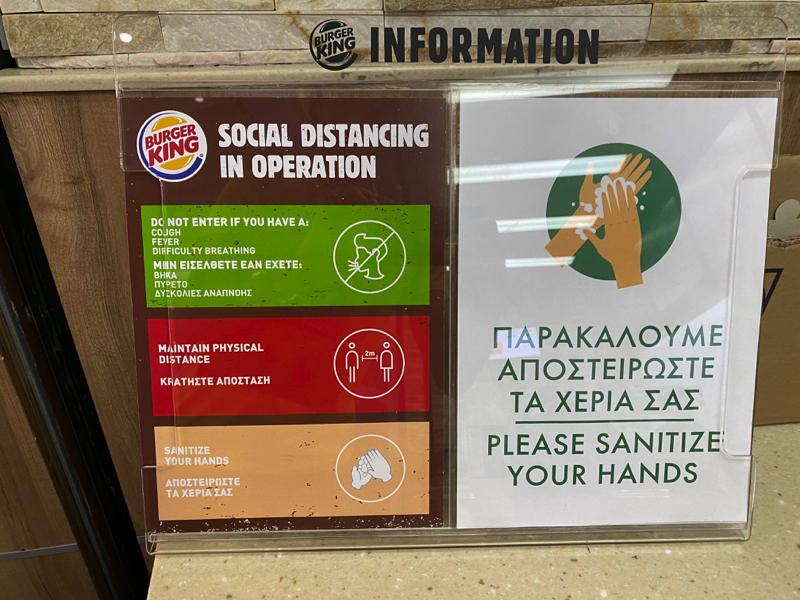 BURGER KING INFORMATION
BURGER
KING
SOCIAL DISTANCING
IN OPERATION
DO NOT ENTER IF YOU HAVE A:
COUGH
FEVER
DIFFICULTY BREATHING
ΜΗΝ ΕΙΣΕΛΘΕΤΕ ΕΑΝ ΕΧΕΤΕ:
ΒΗΚΑ
ΠΥΡΕΤΟ
ΔΥΣΚΟΛΙΕΣ ΑΝΑΠΝΟΗΣ
MAINTAIN PHYSICAL
DISTANCE
2m
ΚΡΑΤΗΣΤΕ ΑΠΟΣΤΑΣΗ
SANITIZE
YOUR HANDS
ΑΠΟΣΤΕΙΡΩΣΤΕ
ΤΑ ΧΕΡΙΑ ΣΑΣ
ΠΑΡΑΚΑΛΟΥΜΕ
ΑΠΟΣΤΕΙΡΩΣΤΕ
ΤΑ ΧΕΡΙΑ ΣΑΣ
PLEASE SANITIZE
YOUR HANDS